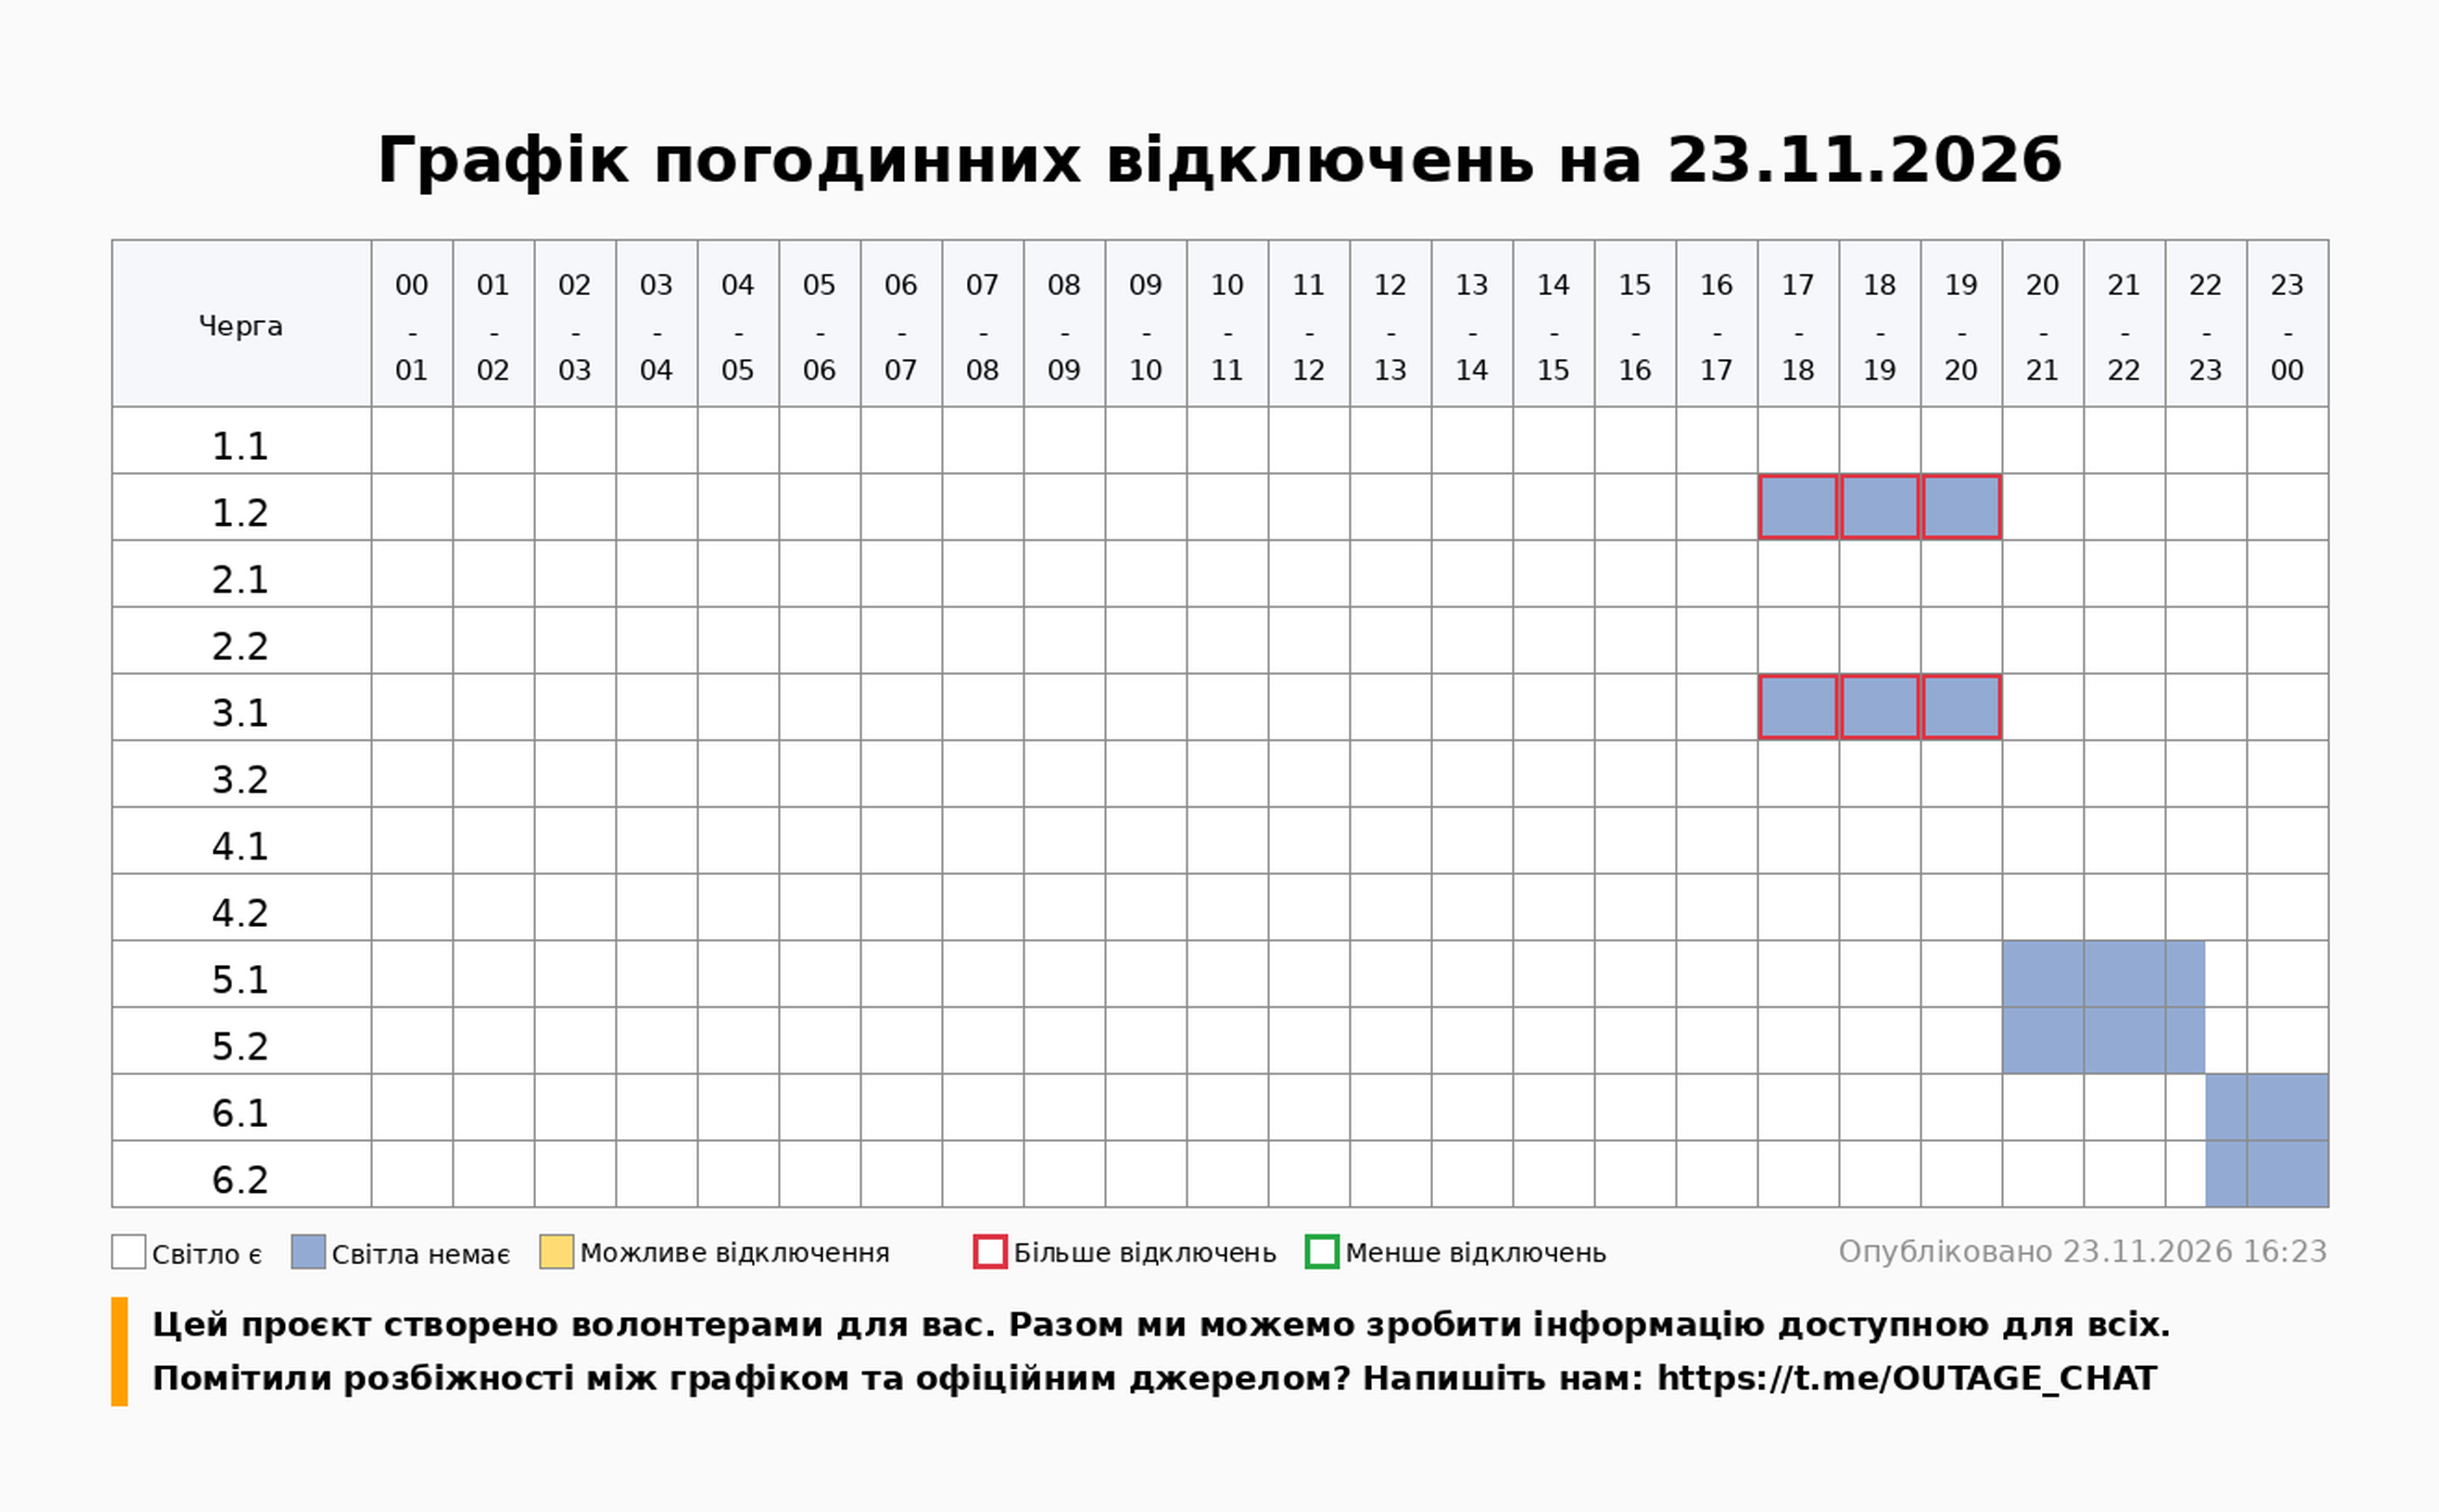 Графік погодинних відключень на 23.11.2026
Черга 00 - 01 01 - 02 02 - 03 03 - 04 04 - 05 05 - 06 06 - 07 07 - 08 08 - 09 09 - 10 10 - 11 11 - 12 12 - 13 13 - 14 14 - 15 15 - 16 16 - 17 17 - 18 18 - 19 19 - 20 20 - 21 21 - 22 22 - 23 23 - 00
1.1
1.2
2.1
2.2
3.1
3.2
4.1
4.2
5.1
5.2
6.1
6.2
Світло є Світла немає Можливе відключення Більше відключень Менше відключень Опубліковано 23.11.2026 16:23
Цей проєкт створено волонтерами для вас. Разом ми можемо зробити інформацію доступною для всіх.
Помітили розбіжності між графіком та офіційним джерелом? Напишіть нам: https://t.me/OUTAGE_CHAT